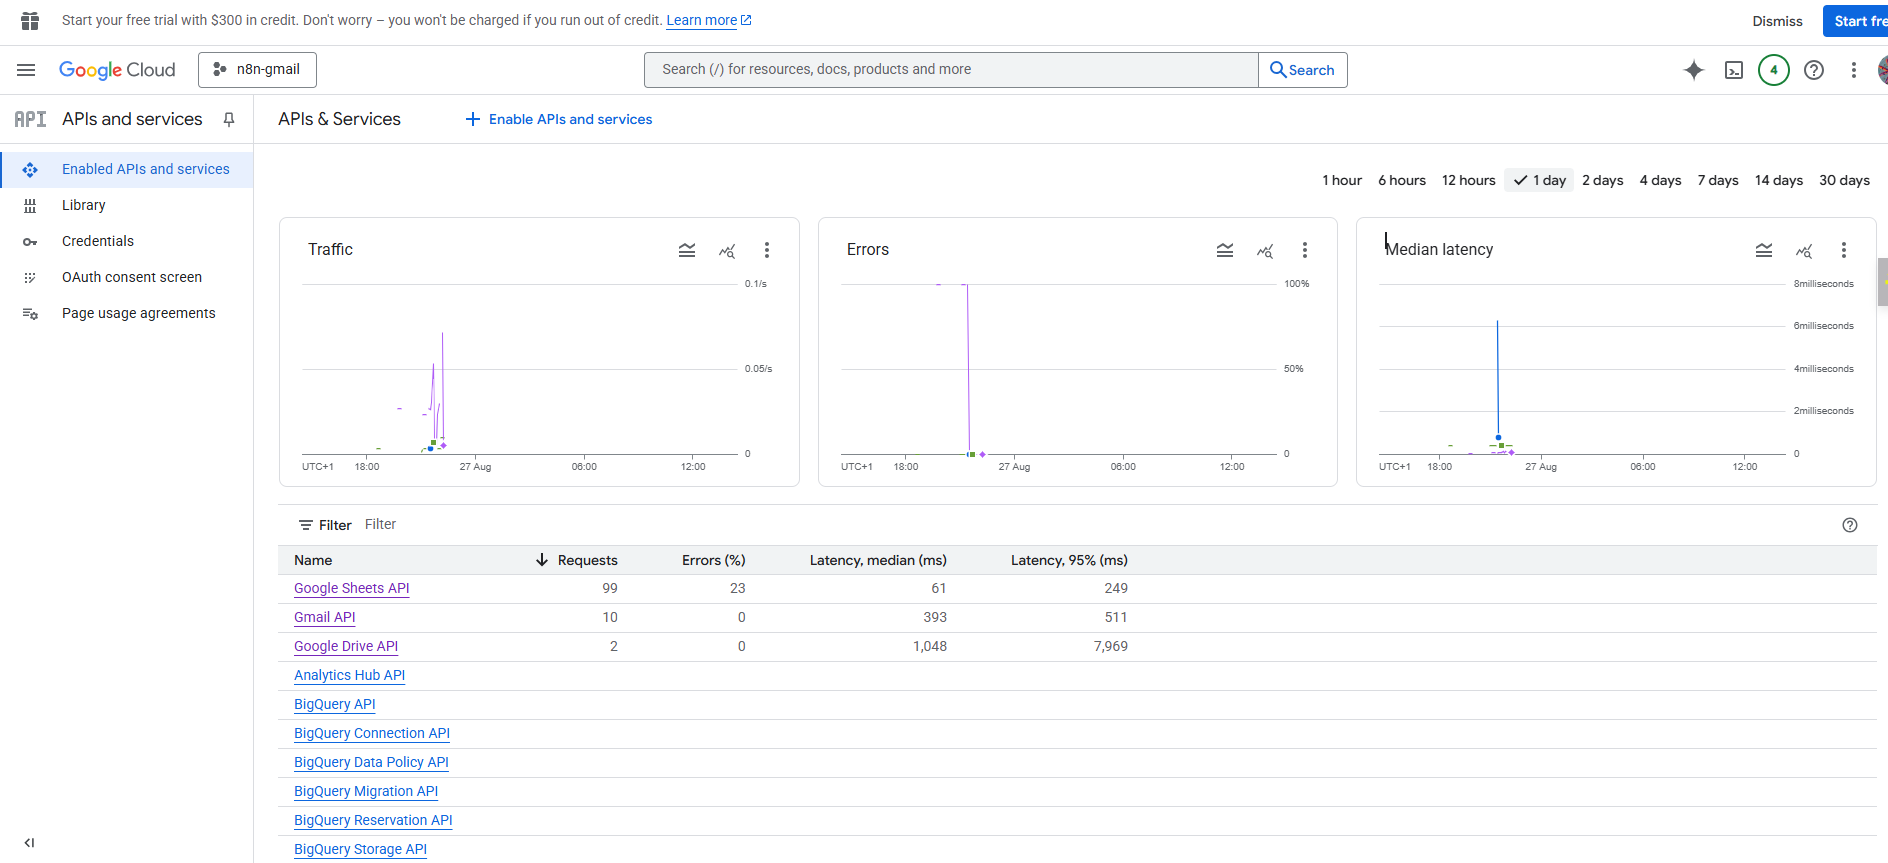 Start your free trial with $300 in credit. Don't worry – you won't be charged if you run out of credit. Learn more
Dismiss
Start fre
Google Cloud
n8n-gmail
Search (/) for resources, docs, products and more
Search
4
API
APIs and services
APIs & Services
Enable APIs and services
Enabled APIs and services
Library
Credentials
OAuth consent screen
Page usage agreements
1 hour 6 hours 12 hours 1 day 2 days 4 days 7 days 14 days 30 days
Traffic
0.1/s
0.05/s
0
UTC+1 18:00 27 Aug 06:00 12:00
Errors
100%
50%
0
UTC+1 18:00 27 Aug 06:00 12:00
Median latency
8milliseconds
6milliseconds
4milliseconds
2milliseconds
0
UTC+1 18:00 27 Aug 06:00 12:00
Filter Filter
Name Requests Errors (%) Latency, median (ms) Latency, 95% (ms)
Google Sheets API 99 23 61 249
Gmail API 10 0 393 511
Google Drive API 2 0 1,048 7,969
Analytics Hub API
BigQuery API
BigQuery Connection API
BigQuery Data Policy API
BigQuery Migration API
BigQuery Reservation API
BigQuery Storage API